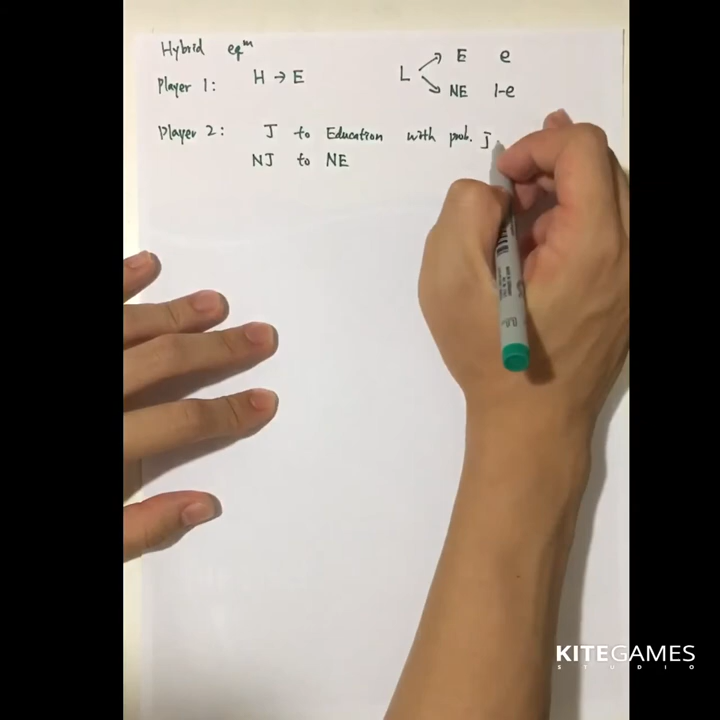 Hybrid eqᵐ
Player 1: H → E L → E e
→ NE 1-e
Player 2: J to Education with prob. j
NJ to NE
KITEGAMES
STUDIO